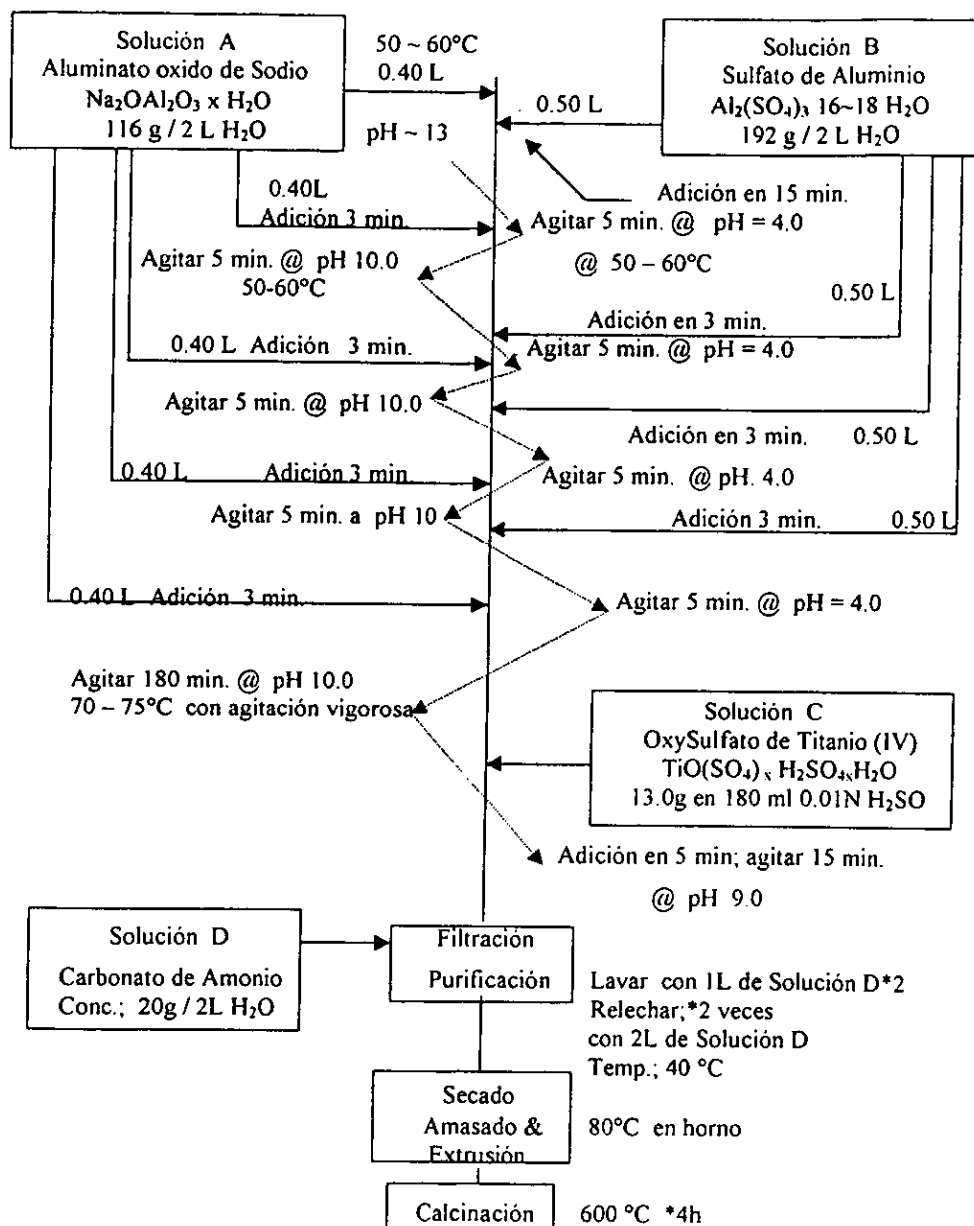 Solución A
Aluminato oxido de Sodio
Na₂OAl₂O₃ x H₂O
116 g / 2 L H₂O
50 ~ 60°C
0.40 L
Solución B
Sulfato de Aluminio
Al₂(SO₄)₃ 16~18 H₂O
192 g / 2 L H₂O
0.50 L
pH ~ 13
Adición en 15 min.
0.40L
Adición 3 min.
Agitar 5 min. @ pH = 4.0
@ 50 – 60°C
Agitar 5 min. @ pH 10.0
50-60°C
0.50 L
Adición en 3 min.
0.40 L Adición 3 min.
Agitar 5 min. @ pH = 4.0
Agitar 5 min. @ pH 10.0
Adición en 3 min. 0.50 L
0.40 L Adición 3 min.
Agitar 5 min. @ pH. 4.0
Agitar 5 min. a pH 10
Adición 3 min. 0.50 L
0.40 L Adición 3 min.
Agitar 5 min. @ pH = 4.0
Agitar 180 min. @ pH 10.0
70 – 75°C con agitación vigorosa
Solución C
OxySulfato de Titanio (IV)
TiO(SO₄)ₓ H₂SO₄ₓH₂O
13.0g en 180 ml 0.01N H₂SO
Adición en 5 min; agitar 15 min.
@ pH 9.0
Solución D
Carbonato de Amonio
Conc.; 20g / 2L H₂O
Filtración
Purificación
Lavar con 1L de Solución D*2
Relechar;*2 veces
con 2L de Solución D
Temp.; 40 °C
Secado
Amasado &
Extrusión
80°C en horno
Calcinación
600 °C *4h